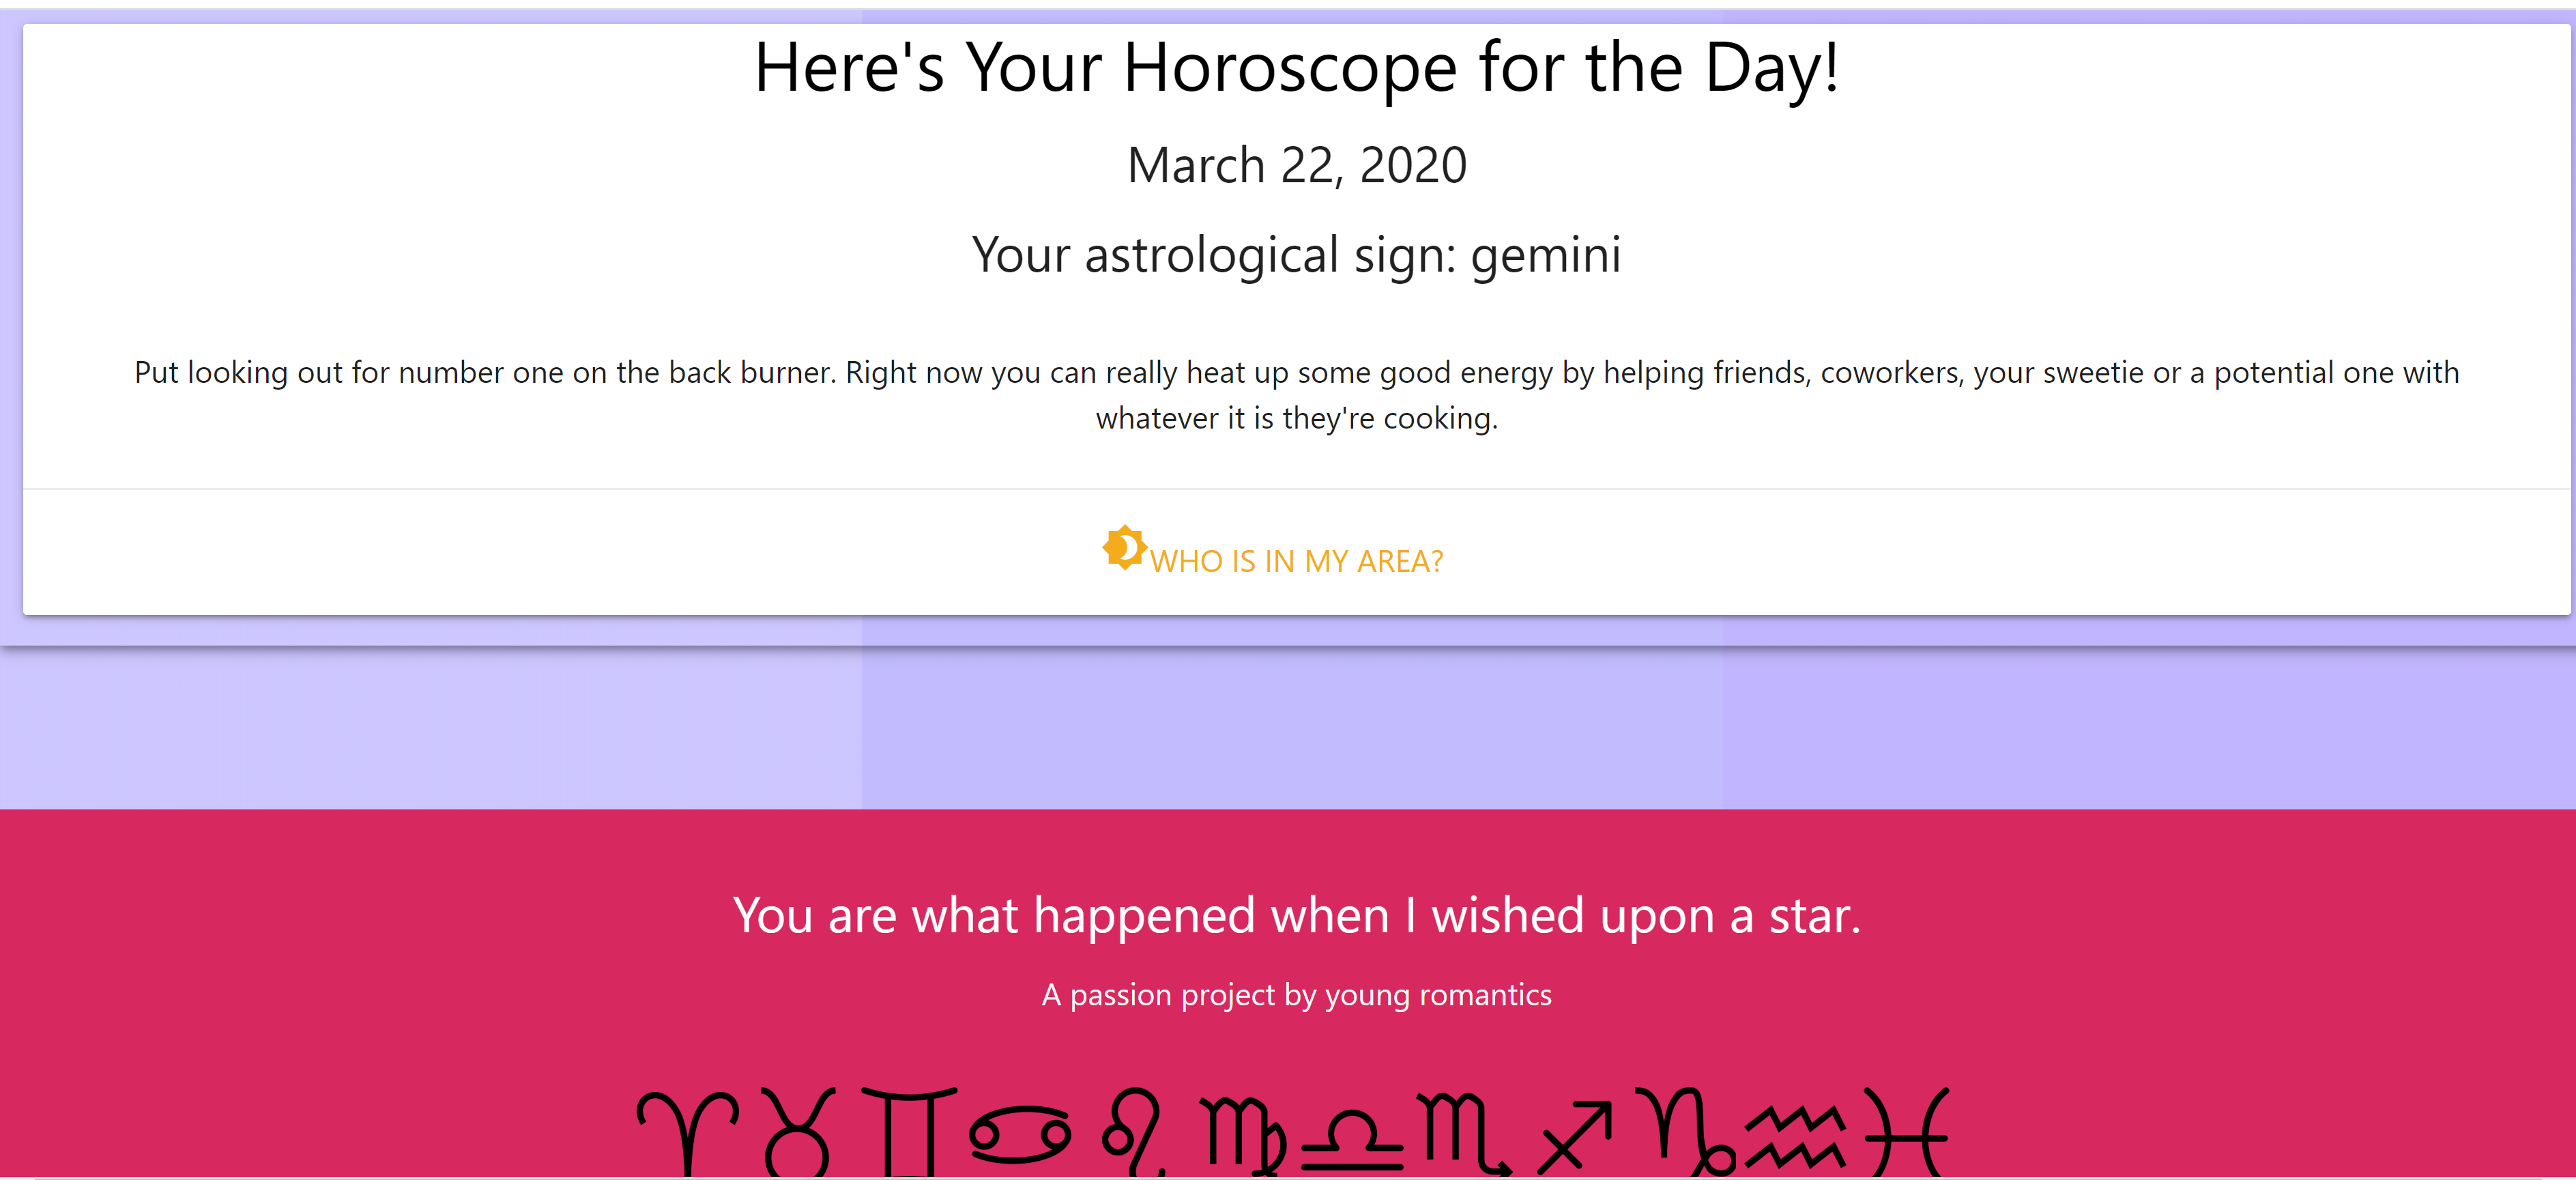 Here's Your Horoscope for the Day!
March 22, 2020
Your astrological sign: gemini
Put looking out for number one on the back burner. Right now you can really heat up some good energy by helping friends, coworkers, your sweetie or a potential one with
whatever it is they're cooking.
WHO IS IN MY AREA?
You are what happened when I wished upon a star.
A passion project by young romantics